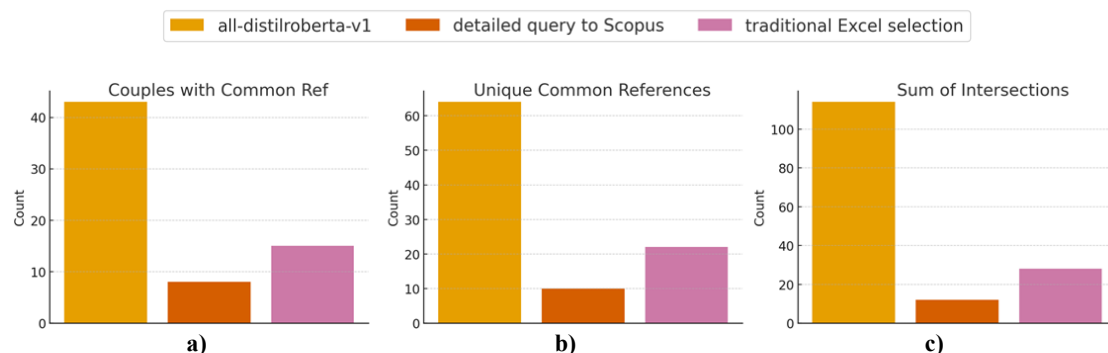 all-distilroberta-v1 detailed query to Scopus traditional Excel selection
Couples with Common Ref
Count
40
30
20
10
0
a)
Unique Common References
Count
60
50
40
30
20
10
0
b)
Sum of Intersections
Count
100
80
60
40
20
0
c)